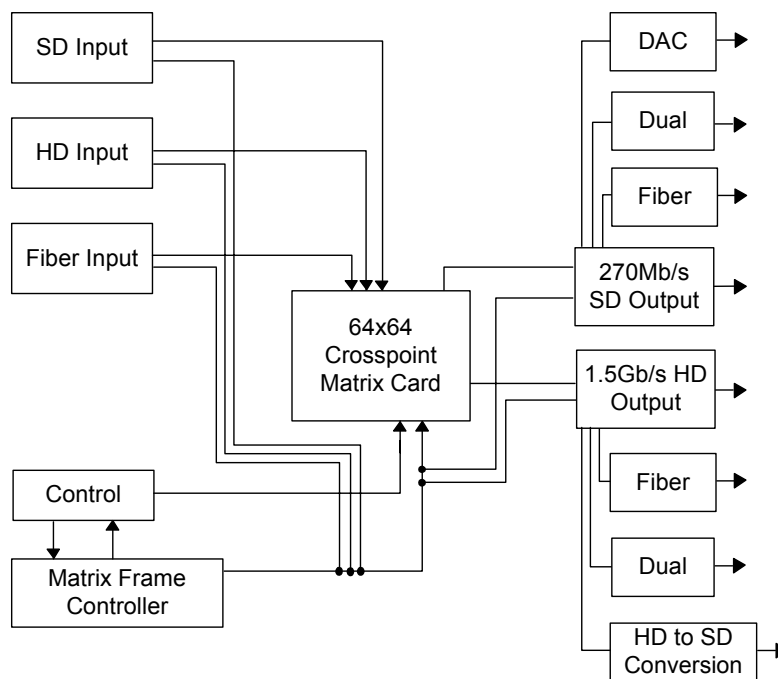 SD Input
HD Input
Fiber Input
64x64
Crosspoint
Matrix Card
Control
Matrix Frame
Controller
DAC
Dual
Fiber
270Mb/s
SD Output
1.5Gb/s HD
Output
Fiber
Dual
HD to SD
Conversion